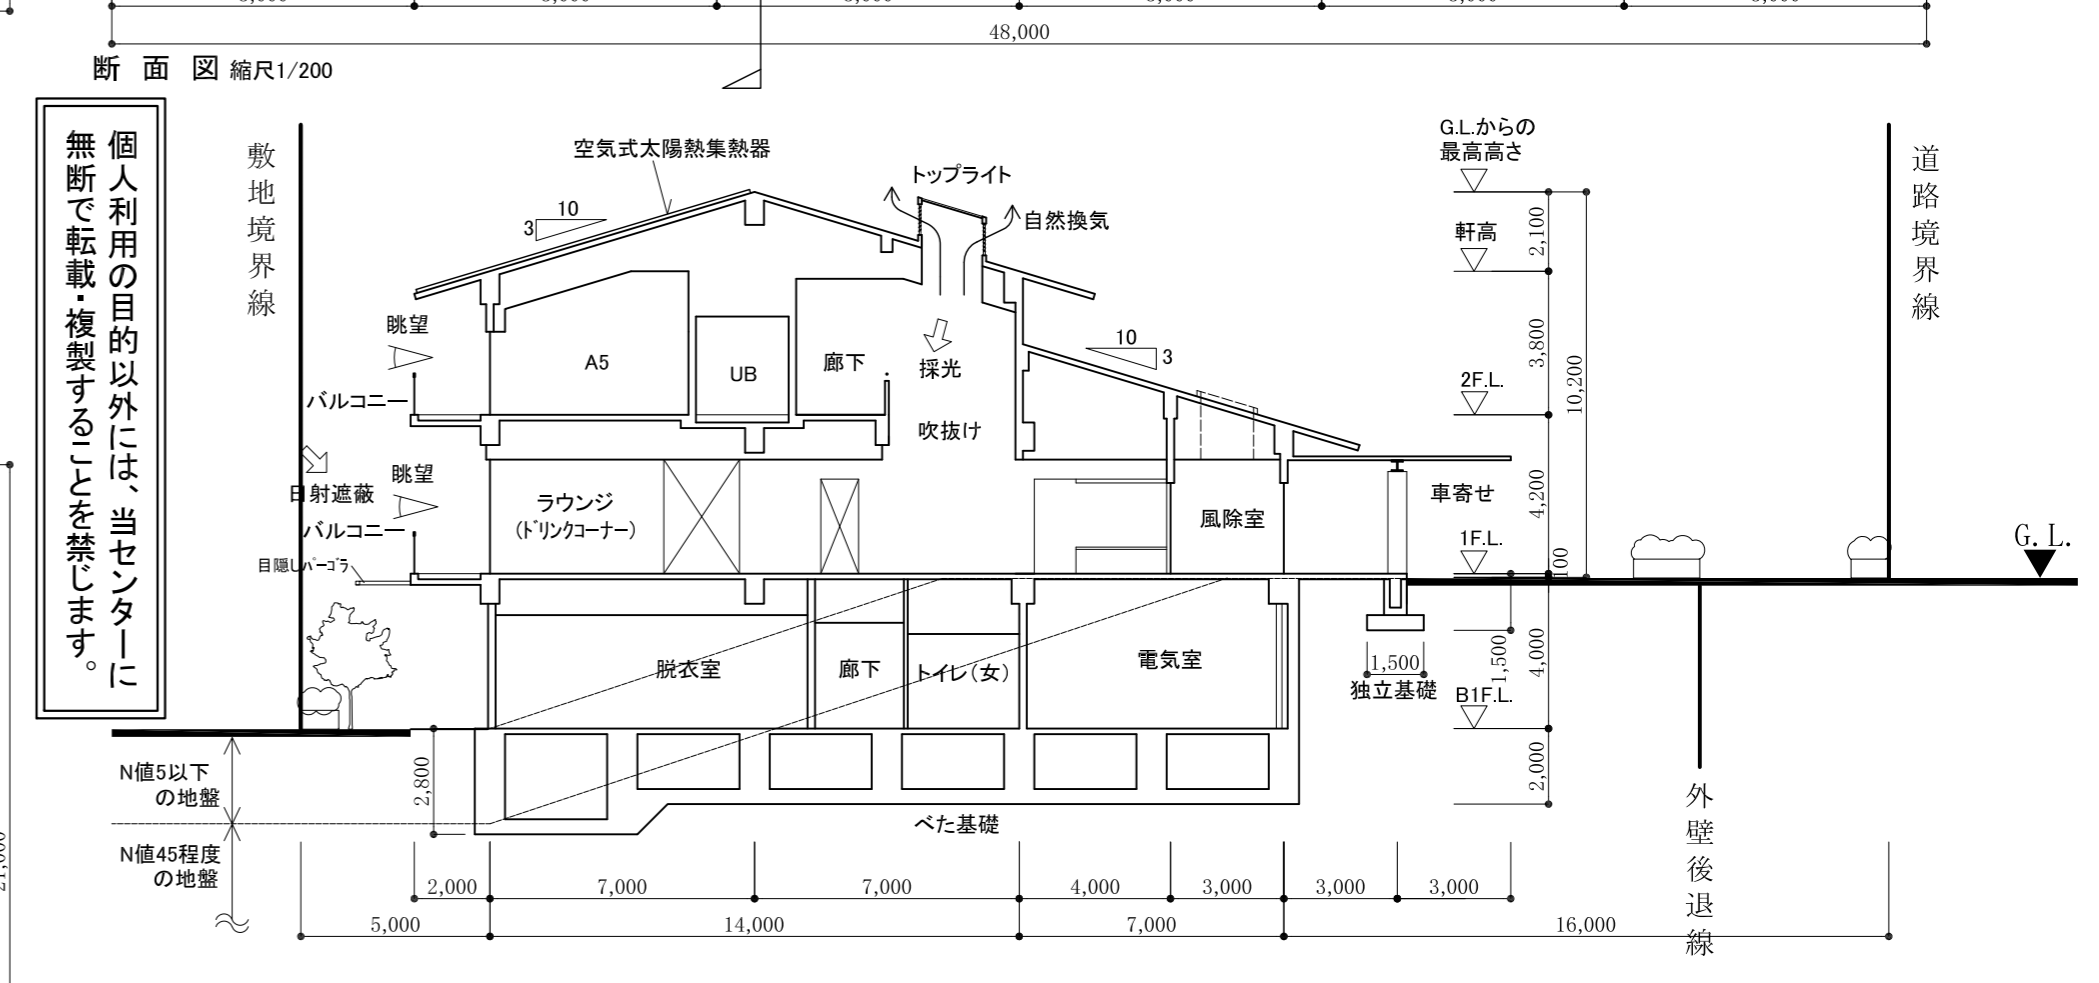 48,000
断 面 図 縮尺1/200
個人利用の目的以外には、当センターに
無断で転載・複製することを禁じます。
敷地境界線
空気式太陽熱集熱器
トップライト
自然換気
10
3
G.L.からの
最高高さ
軒高
2F.L.
1F.L.
B1F.L.
道路境界線
2,100
3,800
10,200
4,200
100
4,000
2,000
G.L.
眺望
バルコニー
A5
UB
廊下
採光
吹抜け
10
3
日射遮蔽
眺望
バルコニー
目隠しパーゴラ
ラウンジ
(ドリンクコーナー)
風除室
車寄せ
脱衣室
廊下
トイレ(女)
電気室
1,500
1,500
独立基礎
N値5以下
の地盤
N値45程度
の地盤
2,800
べた基礎
外壁後退線
2,000
7,000
7,000
4,000
3,000
3,000
3,000
5,000
14,000
7,000
16,000